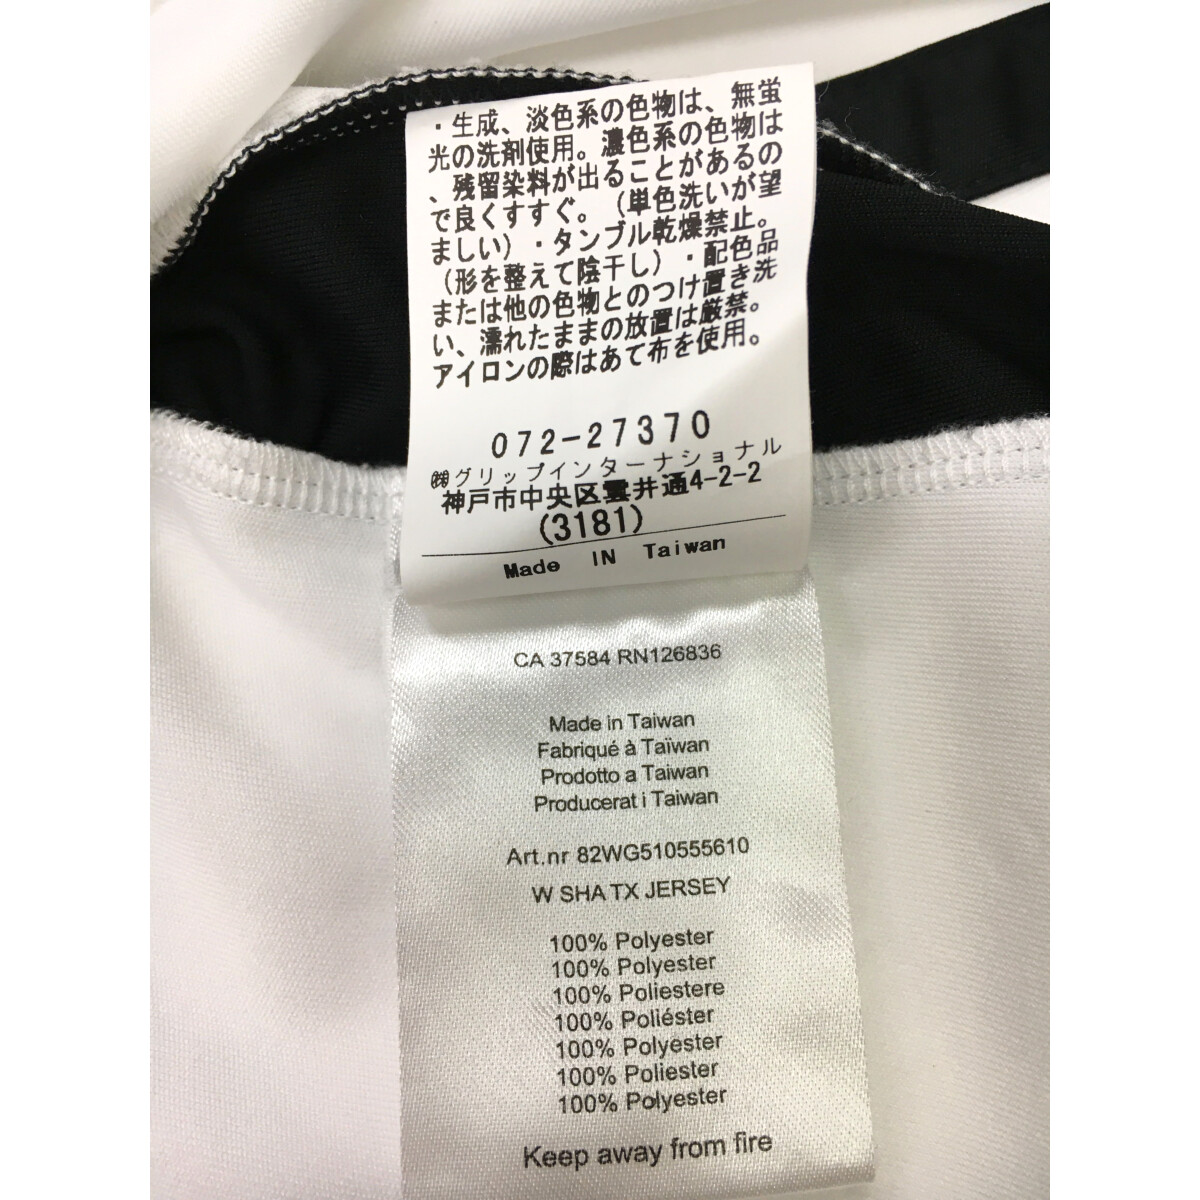 ・生成、淡色系の色物は、無蛍
光の洗剤使用。濃色系の色物は
、残留染料が出ることがあるの
で良くすすぐ。（単色洗いが望
ましい）・タンブル乾燥禁止。
（形を整えて陰干し）・配色品
または他の色物とのつけ置き洗
い、濡れたままの放置は厳禁。
アイロンの際はあて布を使用。
072-27370
㈱グリップインターナショナル
神戸市中央区雲井通4-2-2
(3181)
Made IN Taiwan
CA 37584 RN126836
Made in Taiwan
Fabriqué à Taïwan
Prodotto a Taiwan
Producerat i Taiwan
Art.nr 82WG510555610
W SHA TX JERSEY
100% Polyester
100% Polyester
100% Poliestere
100% Poliéster
100% Polyester
100% Poliester
100% Polyester
Keep away from fire